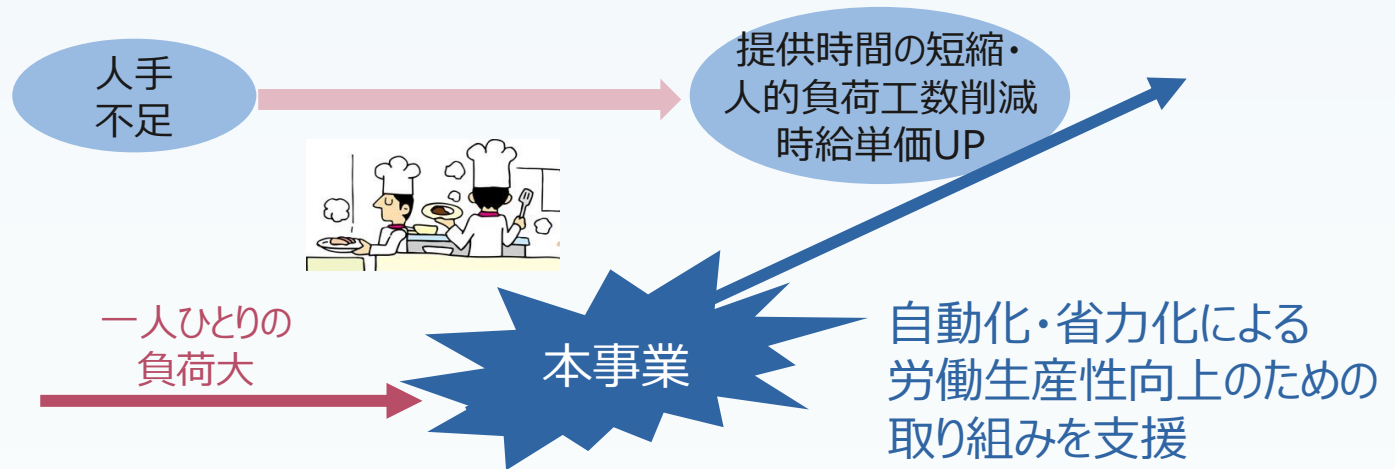 人手
不足
提供時間の短縮・
人的負荷工数削減
時給単価UP
一人ひとりの
負荷大
本事業
自動化・省力化による
労働生産性向上のための
取り組みを支援